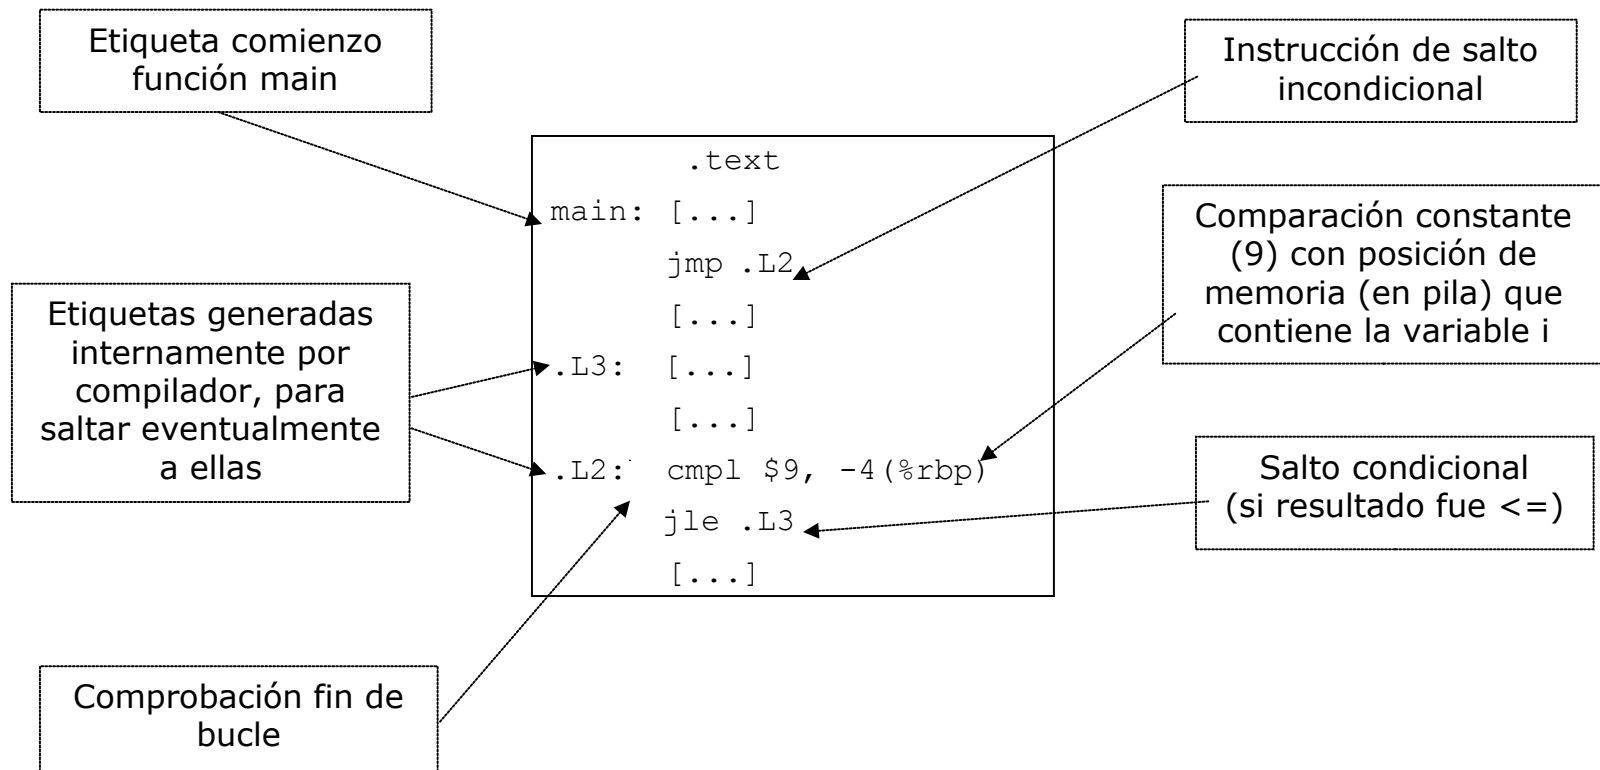 Etiqueta comienzo
función main
Instrucción de salto
incondicional
.text
main: [...]
jmp .L2
[...]
.L3: [...]
[...]
.L2: cmpl $9, -4(%rbp)
jle .L3
[...]
Comparación constante
(9) con posición de
memoria (en pila) que
contiene la variable i
Etiquetas generadas
internamente por
compilador, para
saltar eventualmente
a ellas
Salto condicional
(si resultado fue <=)
Comprobación fin de
bucle